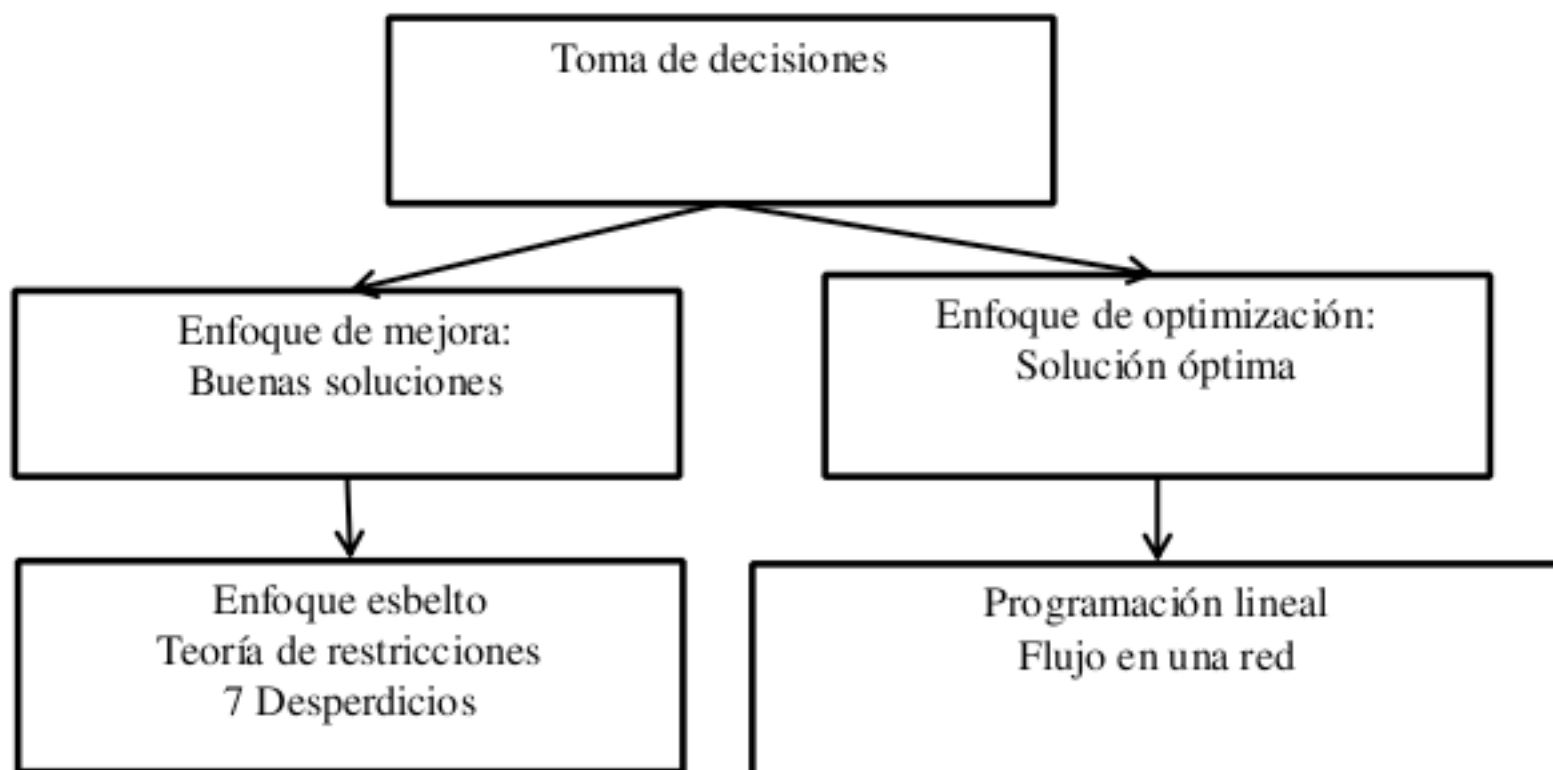 Toma de decisiones
Enfoque de mejora:
Buenas soluciones
Enfoque de optimización:
Solución óptima
Enfoque esbelto
Teoría de restricciones
7 Desperdicios
Programación lineal
Flujo en una red